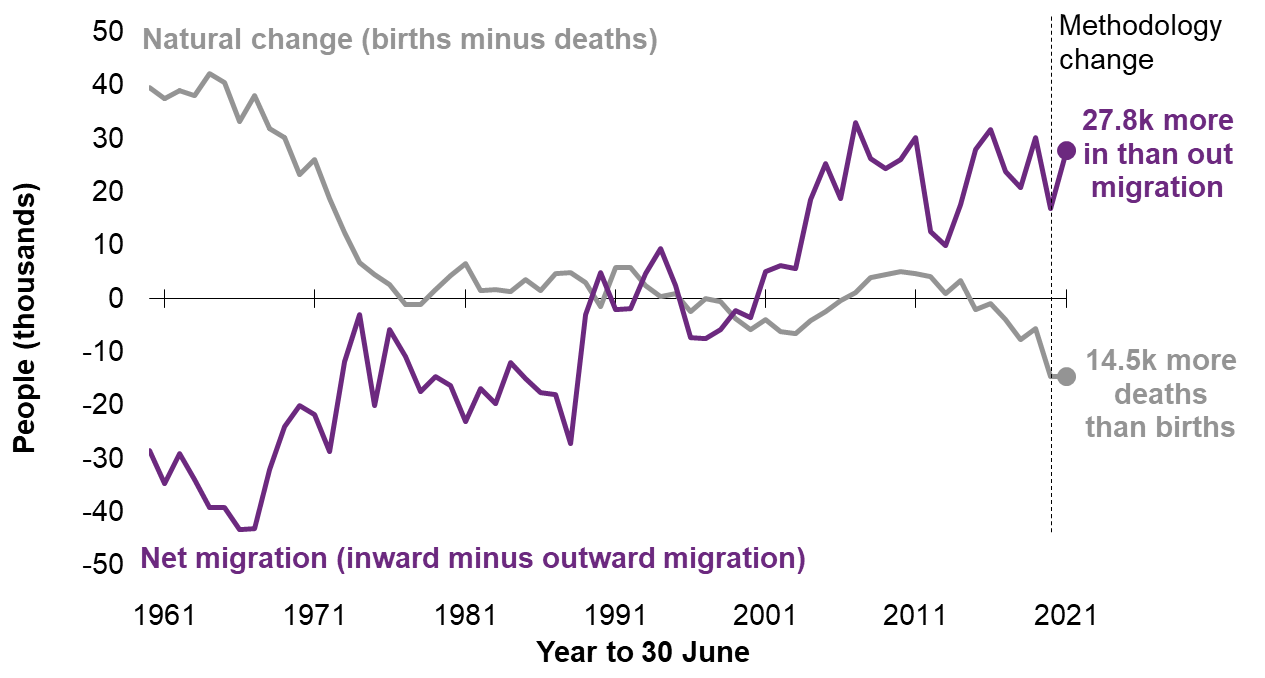 50
Natural change (births minus deaths)
Methodology
change
40
30
27.8k more
in than out
migration
20
10
0
-10
14.5k more
deaths
than births
-20
-30
-40
-50
People (thousands)
Net migration (inward minus outward migration)
1961 1971 1981 1991 2001 2011 2021
Year to 30 June